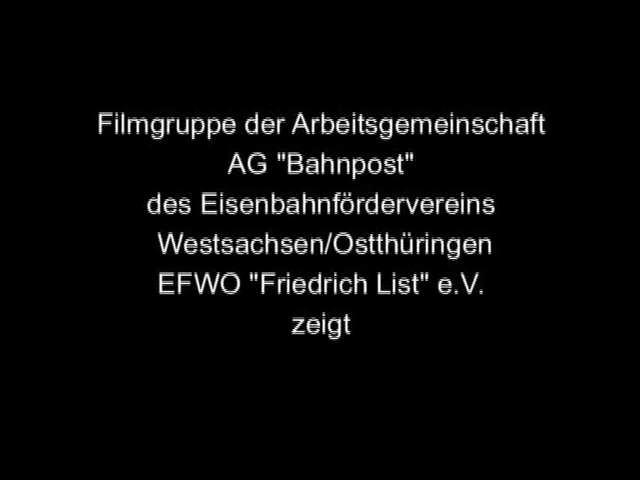 Filmgruppe der Arbeitsgemeinschaft
AG "Bahnpost"
des Eisenbahnfördervereins
Westsachsen/Ostthüringen
EFWO "Friedrich List" e.V.
zeigt